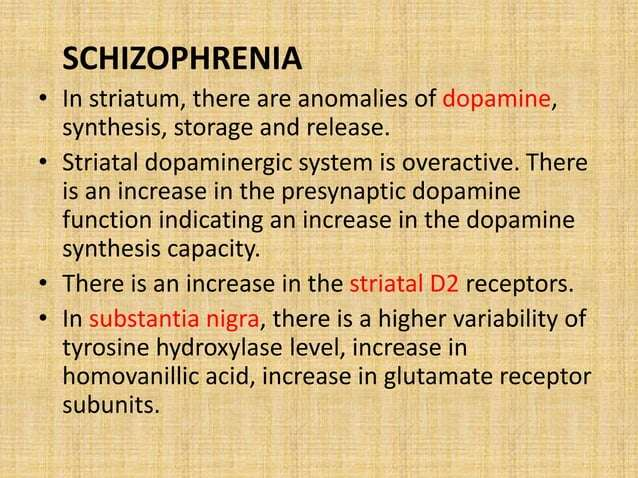 SCHIZOPHRENIA
• In striatum, there are anomalies of dopamine,
synthesis, storage and release.
• Striatal dopaminergic system is overactive. There
is an increase in the presynaptic dopamine
function indicating an increase in the dopamine
synthesis capacity.
• There is an increase in the striatal D2 receptors.
• In substantia nigra, there is a higher variability of
tyrosine hydroxylase level, increase in
homovanillic acid, increase in glutamate receptor
subunits.